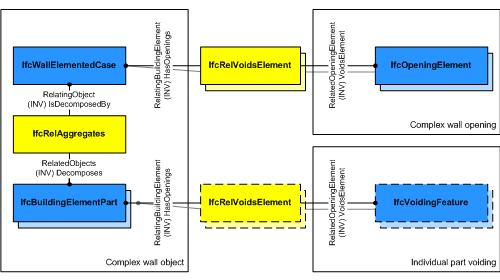 IfcWallElementedCase
RelatingBuildingElement
(INV) HasOpenings
IfcRelVoidsElement
RelatedOpeningElement
(INV) VoidsElement
IfcOpeningElement
Complex wall opening
RelatingObject
(INV) IsDecomposedBy
IfcRelAggregates
RelatedObjects
(INV) Decomposes
IfcBuildingElementPart
RelatingBuildingElement
(INV) HasOpenings
IfcRelVoidsElement
RelatedOpeningElement
(INV) VoidsElement
IfcVoidingFeature
Complex wall object
Individual part voiding